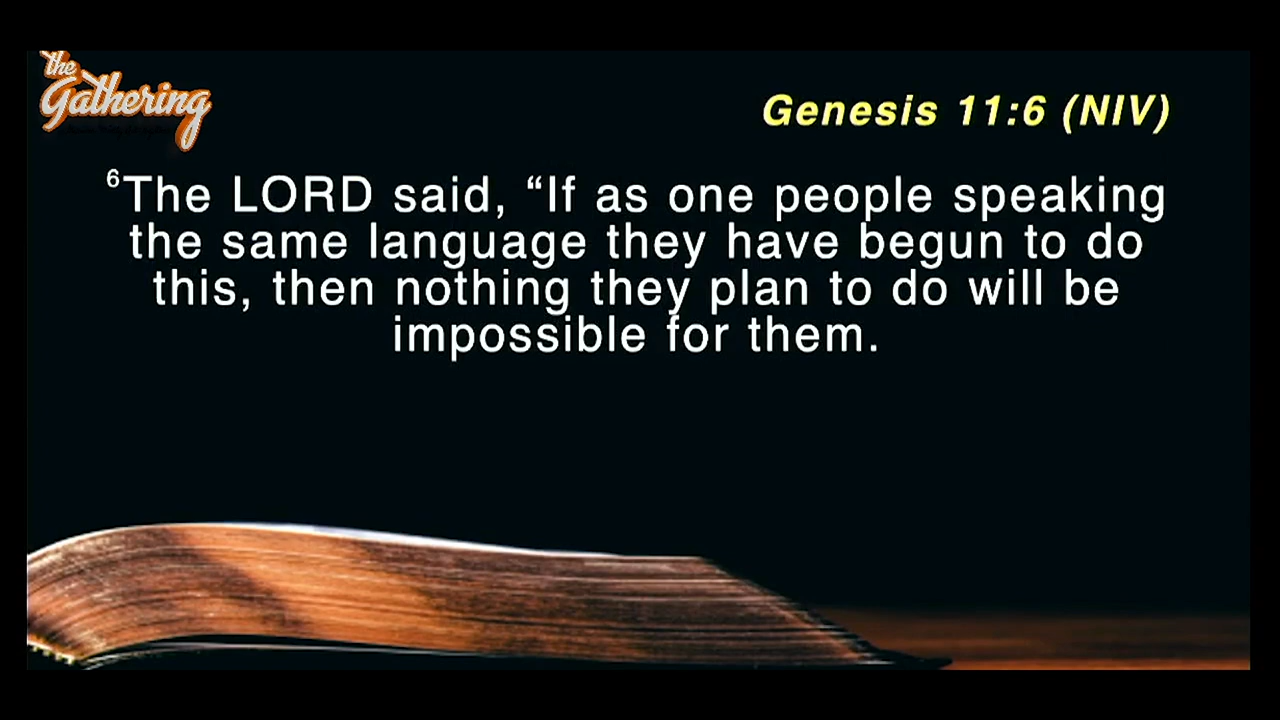 the
Gathering
Genesis 11:6 (NIV)
⁶The LORD said, “If as one people speaking
the same language they have begun to do
this, then nothing they plan to do will be
impossible for them.